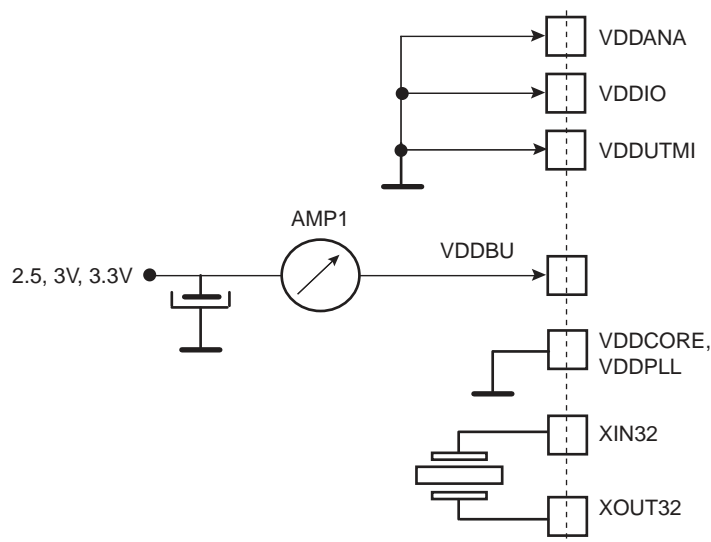 VDDANA
VDDIO
VDDUTMI
AMP1
VDDBU
2.5, 3V, 3.3V
VDDCORE,
VDDPLL
XIN32
XOUT32